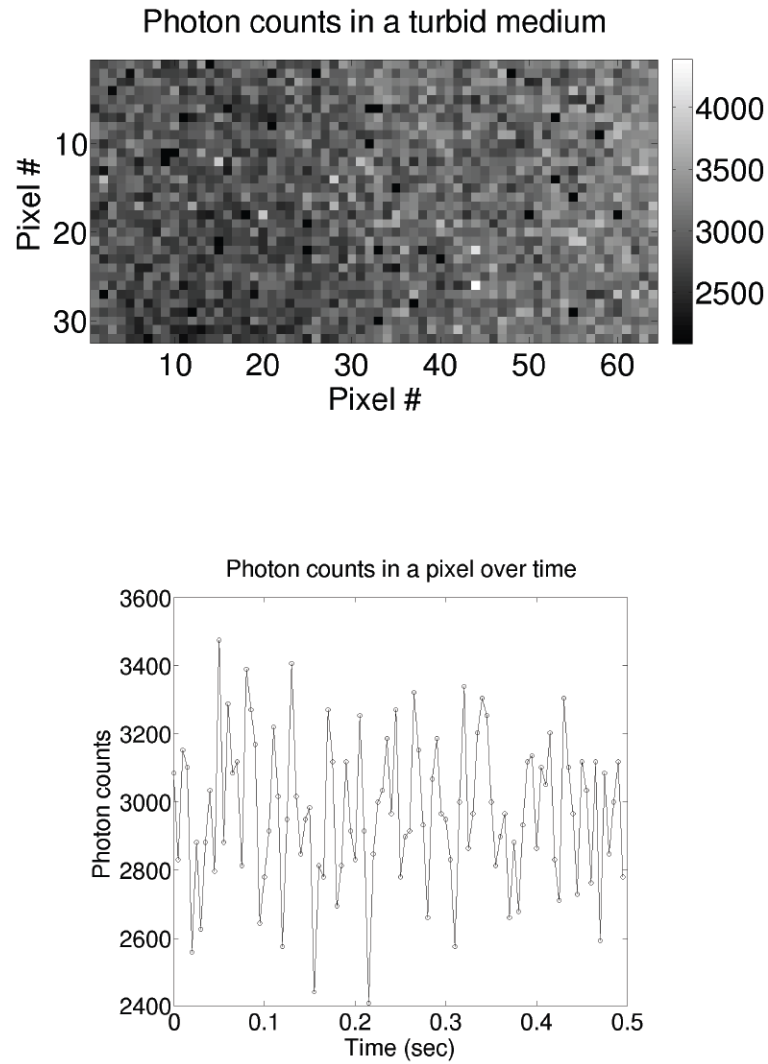 Photon counts in a turbid medium
Pixel #
10
20
30
10 20 30 40 50 60
Pixel #
4000
3500
3000
2500
Photon counts in a pixel over time
Photon counts
3600
3400
3200
3000
2800
2600
2400
0 0.1 0.2 0.3 0.4 0.5
Time (sec)